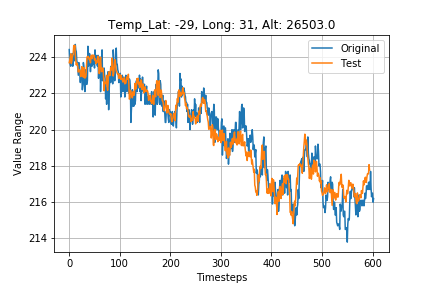 Temp_Lat: -29, Long: 31, Alt: 26503.0
Original
Test
Value Range
224
222
220
218
216
214
0 100 200 300 400 500 600
Timesteps